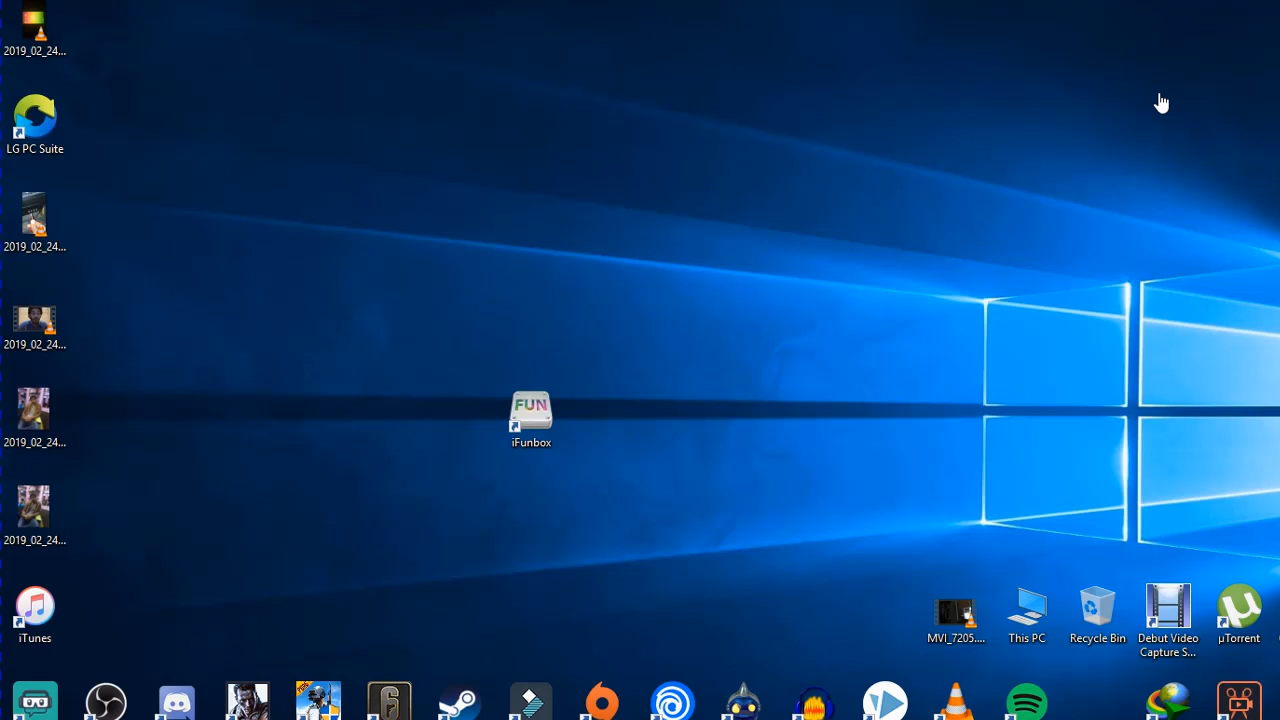 2019_02_24...
LG PC Suite
2019_02_24...
2019_02_24...
2019_02_24...
2019_02_24...
iTunes
FUN
iFunbox
MVI_7205....
This PC
Recycle Bin
Debut Video
Capture S...
µTorrent
6